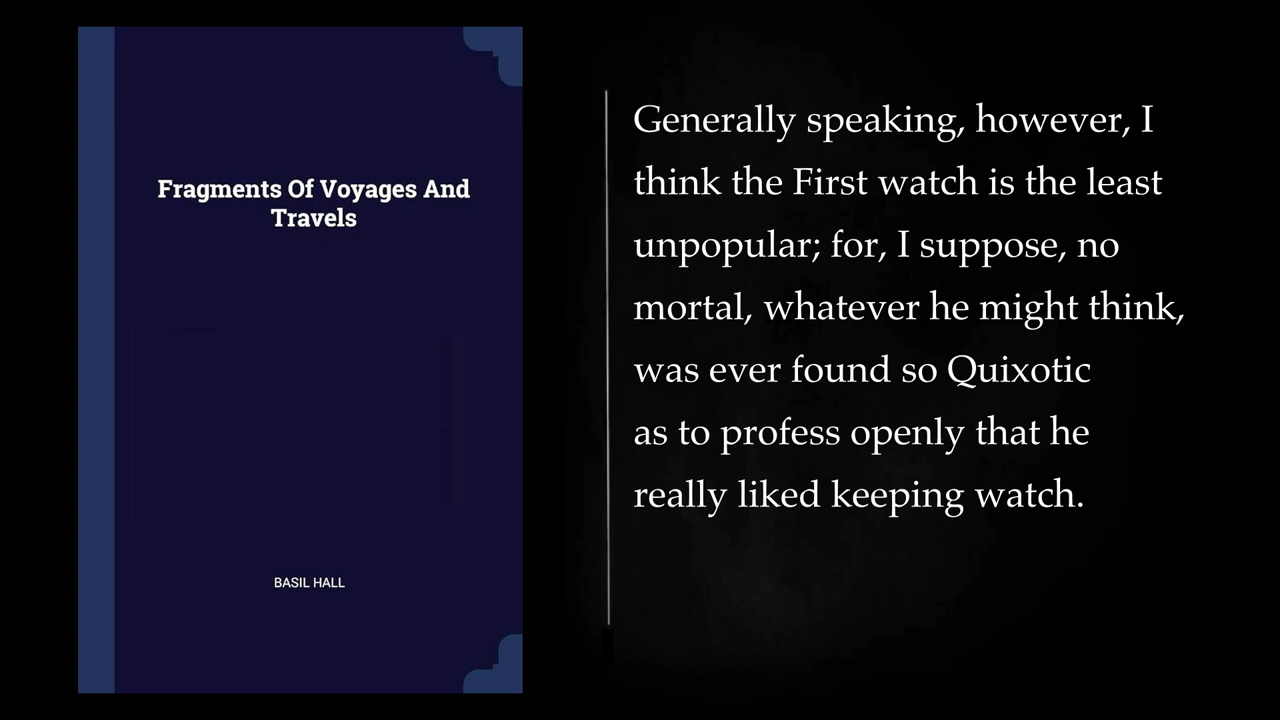 Fragments Of Voyages And
Travels
BASIL HALL
Generally speaking, however, I
think the First watch is the least
unpopular; for, I suppose, no
mortal, whatever he might think,
was ever found so Quixotic
as to profess openly that he
really liked keeping watch.